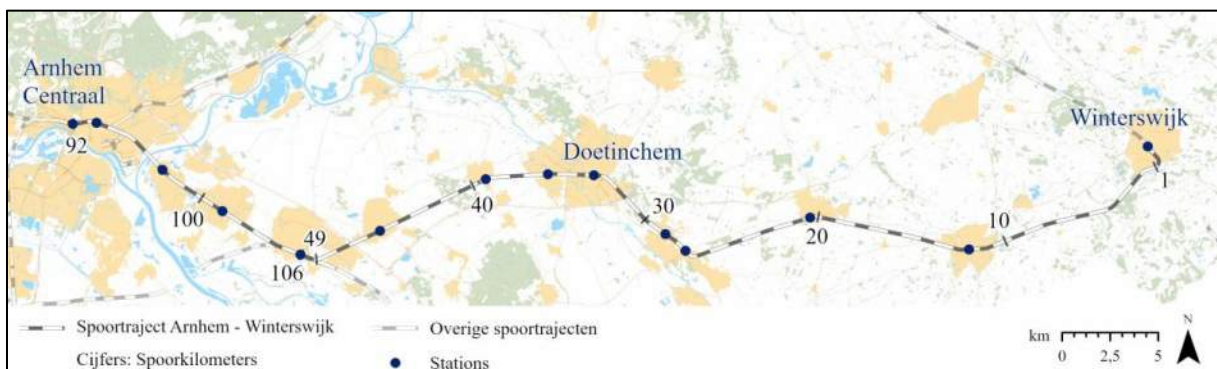 Arnhem
Centraal
92
100
49
106
40
Doetinchem
30
20
10
Winterswijk
1
Spoortraject Arnhem - Winterswijk
Overige spoortrajecten
Cijfers: Spoorkilometers
Stations
km
0 2,5 5
N